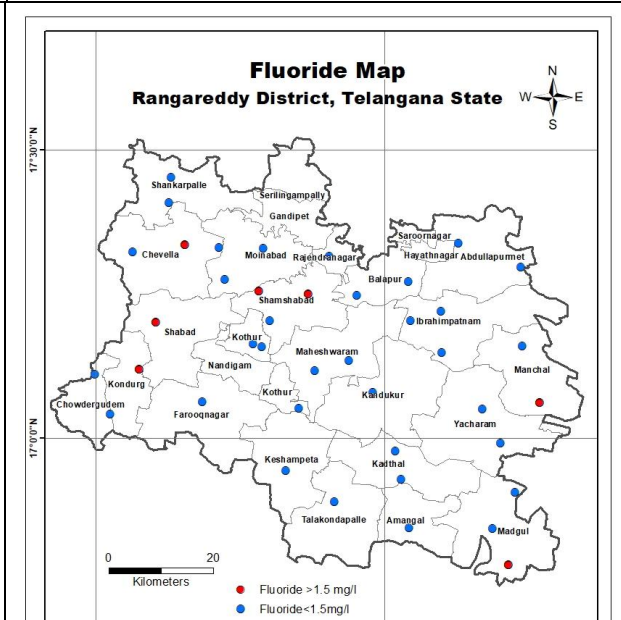 Fluoride Map
Rangareddy District, Telangana State
N
W E
S
17°30'0"N
Shankarpalle
Serilingampally
Gandipet
Saroornagar
Chevella
Moinabad
Rajendranagar
Hayathnagar
Abdullapurmet
Balapur
Shamshabad
Ibrahimpatnam
Shabad
Kothur
Maheshwaram
Nandigam
Manchal
Kondurg
Kothur
Kandukur
Chowdergudem
Farooqnagar
Yacharam
17°0'0"N
Keshampeta
Kadthal
Talakondapalle
Amangal
Madgul
0 20
Kilometers
Fluoride >1.5 mg/l
Fluoride<1.5mg/l